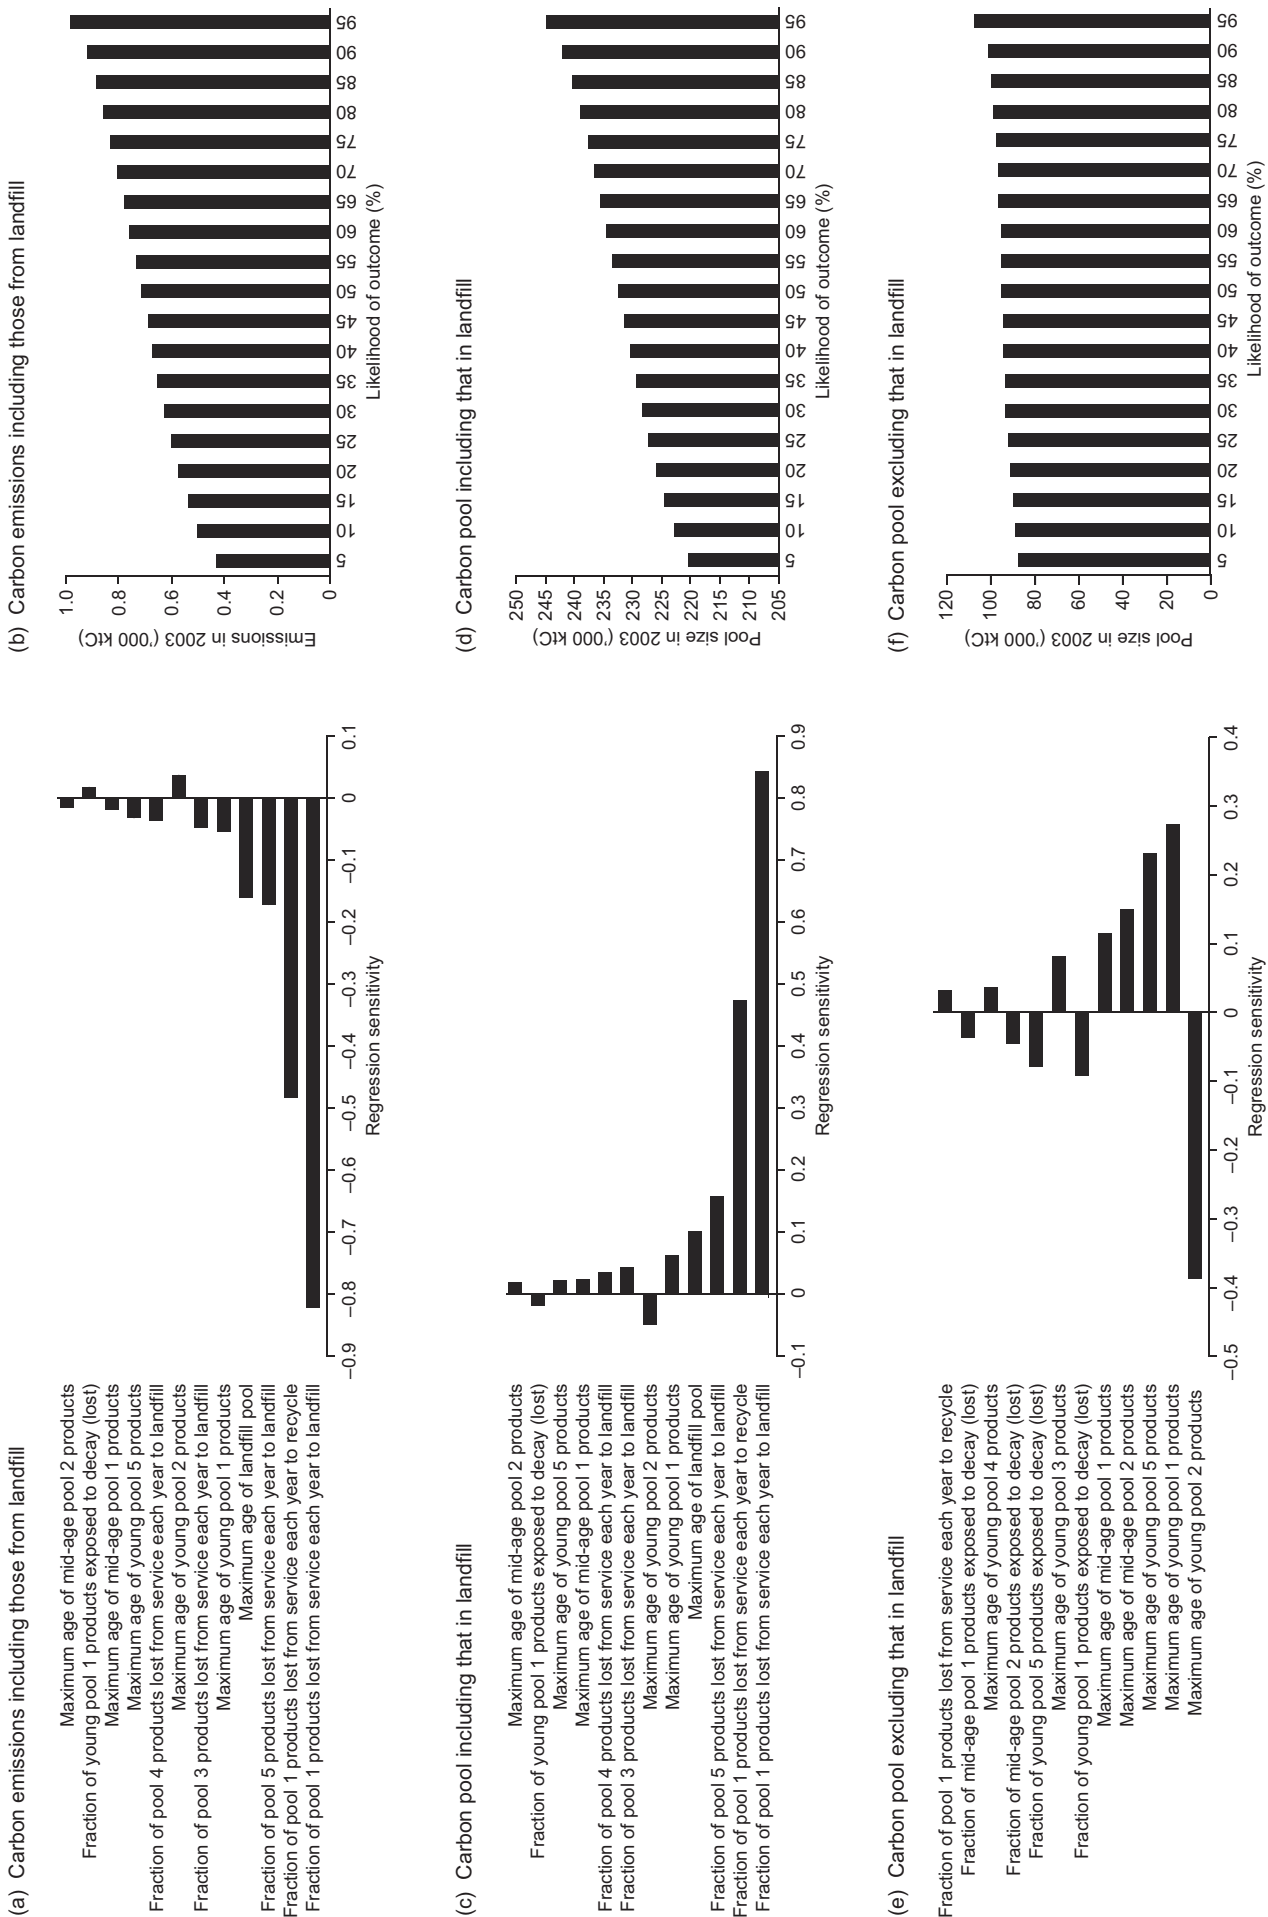 (a) Carbon emissions including those from landfill
Maximum age of mid-age pool 2 products
Fraction of young pool 1 products exposed to decay (lost)
Maximum age of mid-age pool 1 products
Maximum age of young pool 5 products
Fraction of pool 4 products lost from service each year to landfill
Maximum age of young pool 2 products
Fraction of pool 3 products lost from service each year to landfill
Maximum age of young pool 1 products
Maximum age of landfill pool
Fraction of pool 5 products lost from service each year to landfill
Fraction of pool 1 products lost from service each year to recycle
Fraction of pool 1 products lost from service each year to landfill
–0.9 –0.8 –0.7 –0.6 –0.5 –0.4 –0.3 –0.2 –0.1 0 0.1
Regression sensitivity
(b) Carbon emissions including those from landfill
Emissions in 2003 ('000 ktC)
1.0
0.8
0.6
0.4
0.2
0
5 10 15 20 25 30 35 40 45 50 55 60 65 70 75 80 85 90 95
Likelihood of outcome (%)
(c) Carbon pool including that in landfill
Maximum age of mid-age pool 2 products
Fraction of young pool 1 products exposed to decay (lost)
Maximum age of young pool 5 products
Maximum age of mid-age pool 1 products
Fraction of pool 4 products lost from service each year to landfill
Fraction of pool 3 products lost from service each year to landfill
Maximum age of young pool 2 products
Maximum age of young pool 1 products
Maximum age of landfill pool
Fraction of pool 5 products lost from service each year to landfill
Fraction of pool 1 products lost from service each year to recycle
Fraction of pool 1 products lost from service each year to landfill
–0.1 0 0.1 0.2 0.3 0.4 0.5 0.6 0.7 0.8 0.9
Regression sensitivity
(d) Carbon pool including that in landfill
Pool size in 2003 ('000 ktC)
250
245
240
235
230
225
220
215
210
205
5 10 15 20 25 30 35 40 45 50 55 60 65 70 75 80 85 90 95
Likelihood of outcome (%)
(e) Carbon pool excluding that in landfill
Fraction of pool 1 products lost from service each year to recycle
Fraction of mid-age pool 1 products exposed to decay (lost)
Maximum age of young pool 4 products
Fraction of mid-age pool 2 products exposed to decay (lost)
Fraction of young pool 5 products exposed to decay (lost)
Maximum age of young pool 3 products
Fraction of young pool 1 products exposed to decay (lost)
Maximum age of mid-age pool 1 products
Maximum age of mid-age pool 2 products
Maximum age of young pool 5 products
Maximum age of young pool 1 products
Maximum age of young pool 2 products
–0.5 –0.4 –0.3 –0.2 –0.1 0 0.1 0.2 0.3 0.4
Regression sensitivity
(f) Carbon pool excluding that in landfill
Pool size in 2003 ('000 ktC)
120
100
80
60
40
20
0
5 10 15 20 25 30 35 40 45 50 55 60 65 70 75 80 85 90 95
Likelihood of outcome (%)